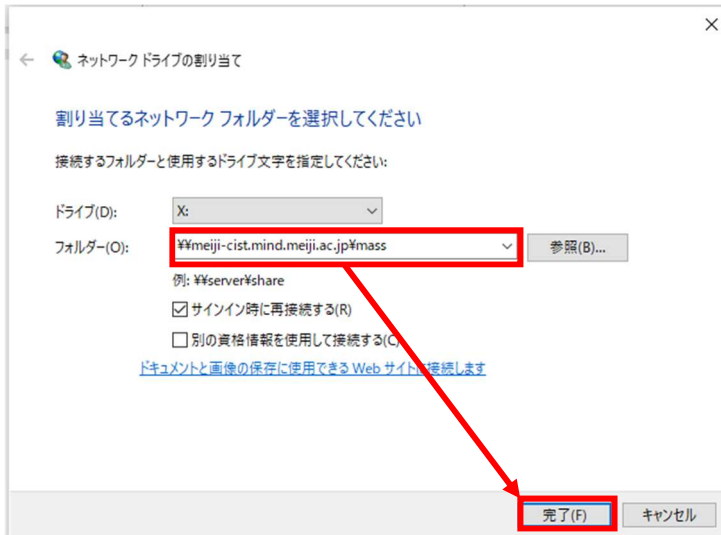 ネットワーク ドライブの割り当て
割り当てるネットワーク フォルダーを選択してください
接続するフォルダーと使用するドライブ文字を指定してください:
ドライブ(D): X:
フォルダー(O): ¥¥meiji-cist.mind.meiji.ac.jp¥mass 参照(B)...
例: ¥¥server¥share
サインイン時に再接続する(R)
別の資格情報を使用して接続する(C)
ドキュメントと画像の保存に使用できる Web サイトに接続します
完了(F) キャンセル